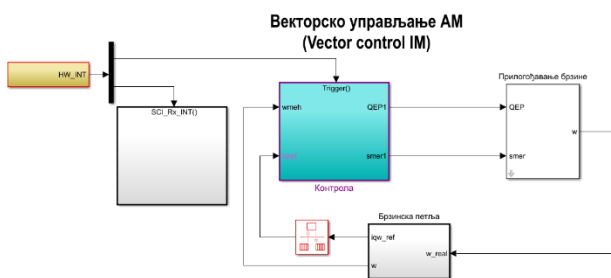 Векторско управљање АМ
(Vector control IM)
HW_INT
SCI_Rx_INT()
Trigger()
wmeh
QEP1
smer1
Контрола
Прилогођавање брзине
QEP
w
smer
Брзинска петља
iqw_ref
w_real
w